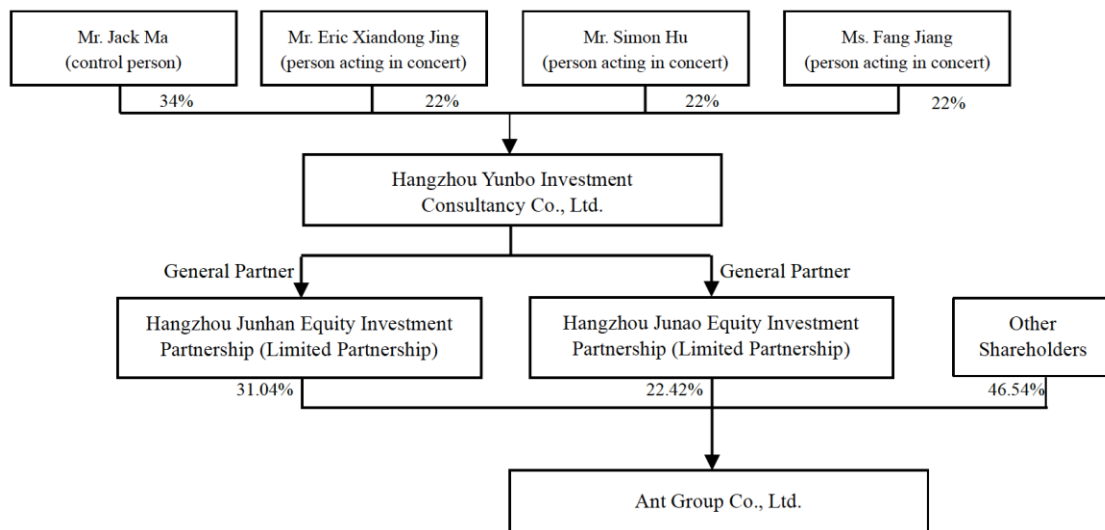 Mr. Jack Ma
(control person)
Mr. Eric Xiandong Jing
(person acting in concert)
Mr. Simon Hu
(person acting in concert)
Ms. Fang Jiang
(person acting in concert)
34%
22%
22%
22%
Hangzhou Yunbo Investment
Consultancy Co., Ltd.
General Partner
General Partner
Hangzhou Junhan Equity Investment
Partnership (Limited Partnership)
Hangzhou Junao Equity Investment
Partnership (Limited Partnership)
Other
Shareholders
31.04%
22.42%
46.54%
Ant Group Co., Ltd.